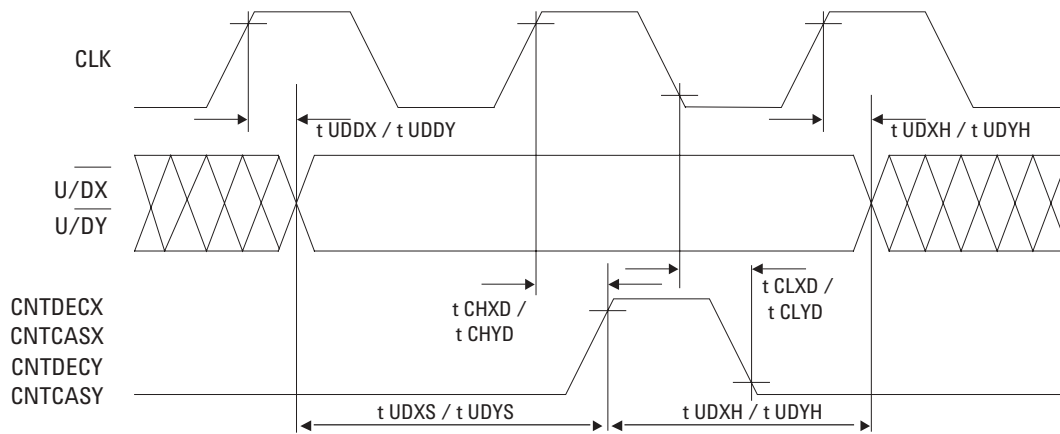 CLK
t UDDX / t UDDY
t UDXH / t UDYH
U/DX
U/DY
t CHXD /
t CHYD
t CLXD /
t CLYD
CNTDECX
CNTCASX
CNTDECY
CNTCASY
t UDXS / t UDYS
t UDXH / t UDYH